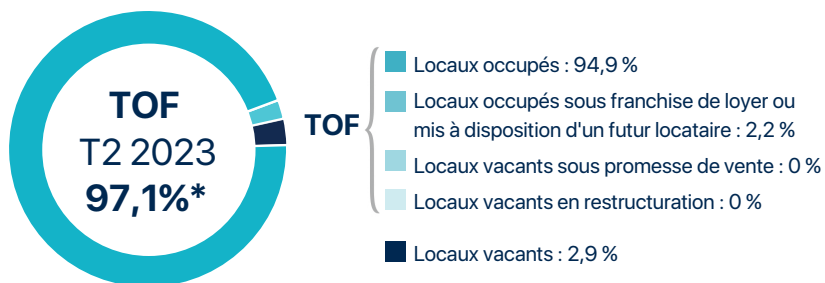 TOF
T2 2023
97,1%*
TOF
Locaux occupés : 94,9 %
Locaux occupés sous franchise de loyer ou
mis à disposition d'un futur locataire : 2,2 %
Locaux vacants sous promesse de vente : 0 %
Locaux vacants en restructuration : 0 %
Locaux vacants : 2,9 %